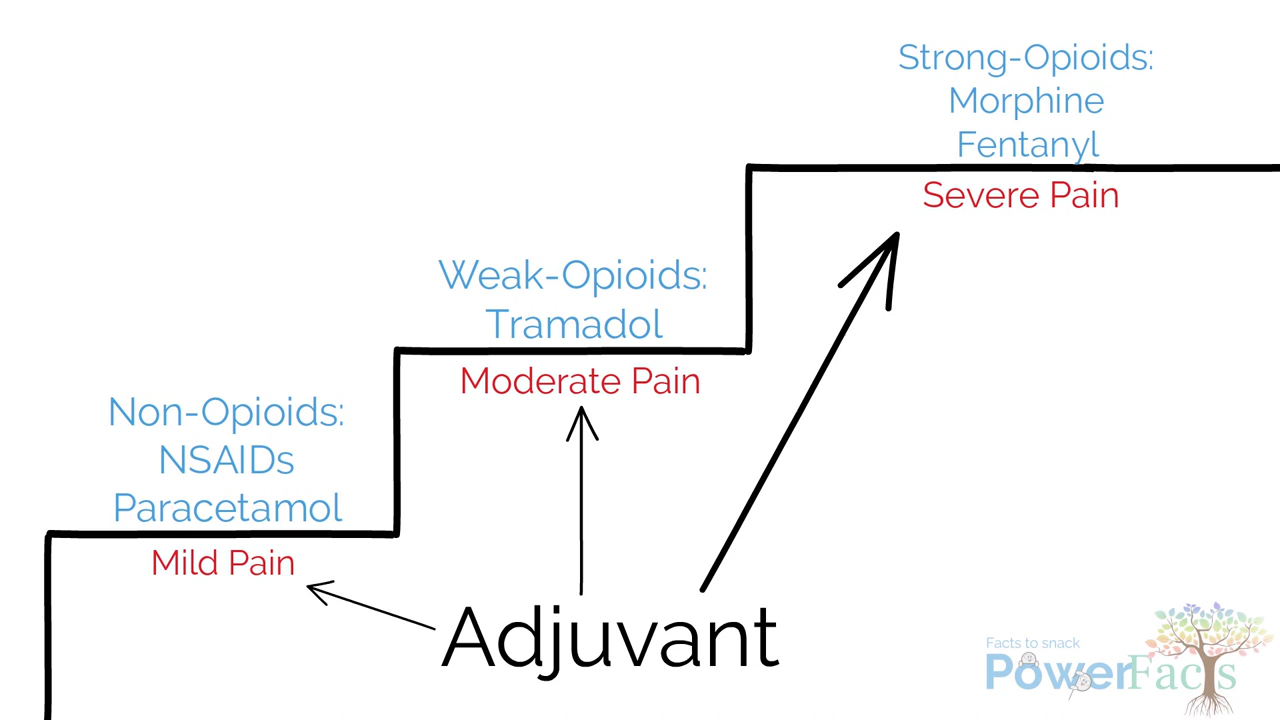 Strong-Opioids:
Morphine
Fentanyl
Severe Pain
Weak-Opioids:
Tramadol
Moderate Pain
Non-Opioids:
NSAIDs
Paracetamol
Mild Pain
Adjuvant
Facts to snack
PowerFacts